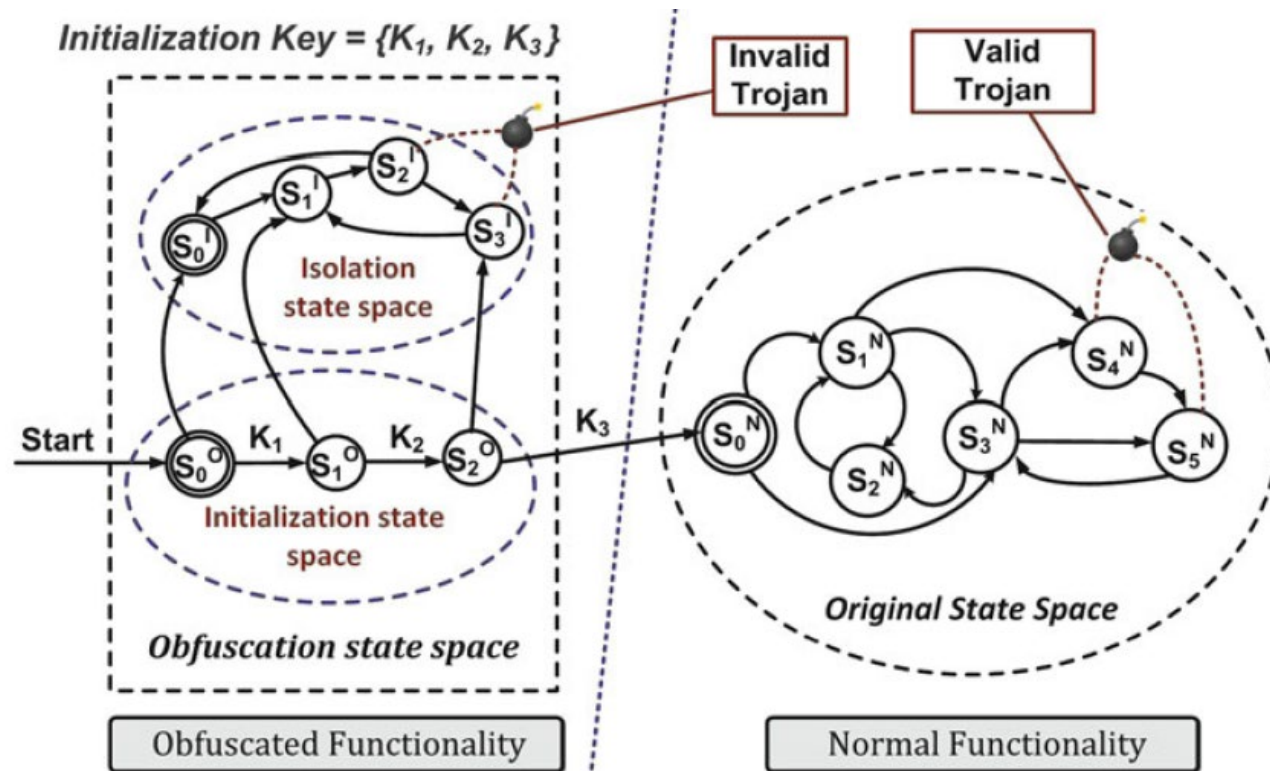 Initialization Key = {K₁, K₂, K₃}
Invalid
Trojan
Valid
Trojan
S₂ᴵ
S₁ᴵ
S₀ᴵ
S₃ᴵ
Isolation
state space
Start
S₀ᴼ
K₁
S₁ᴼ
K₂
S₂ᴼ
K₃
Initialization state
space
Obfuscation state space
Obfuscated Functionality
S₀ᴺ
S₁ᴺ
S₂ᴺ
S₃ᴺ
S₄ᴺ
S₅ᴺ
Original State Space
Normal Functionality